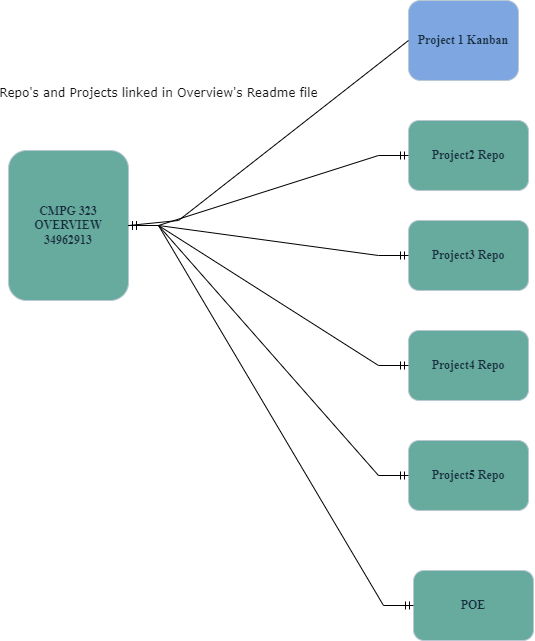 Project 1 Kanban
Repo's and Projects linked in Overview's Readme file
Project2 Repo
CMPG 323
OVERVIEW
34962913
Project3 Repo
Project4 Repo
Project5 Repo
POE